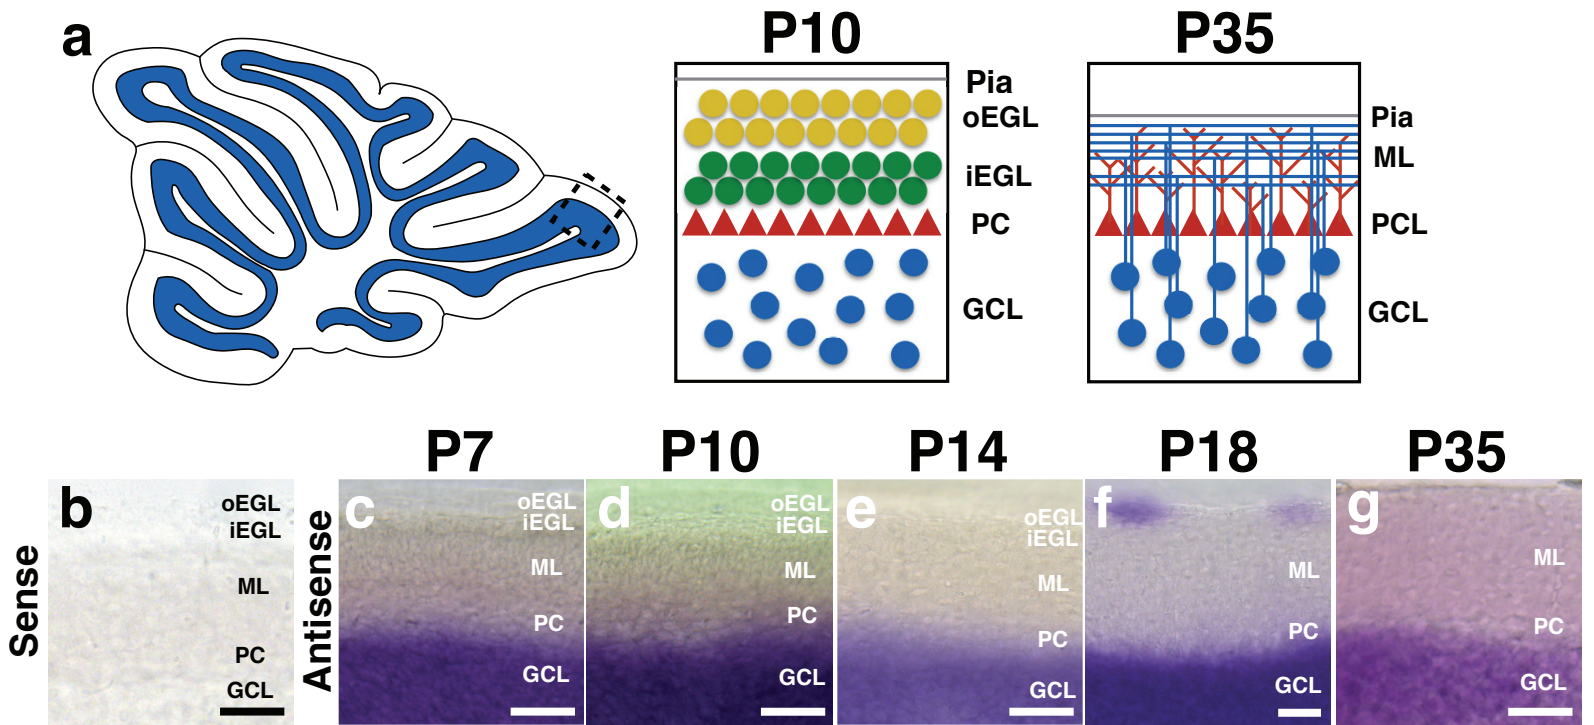 a
P10
P35
Pia
oEGL
iEGL
PC
GCL
Pia
ML
PCL
GCL
P7
P10
P14
P18
P35
Sense
b
oEGL
iEGL
ML
PC
GCL
Antisense
c
oEGL
iEGL
ML
PC
GCL
d
oEGL
iEGL
ML
PC
GCL
e
oEGL
iEGL
ML
PC
GCL
f
ML
PC
GCL
g
ML
PC
GCL